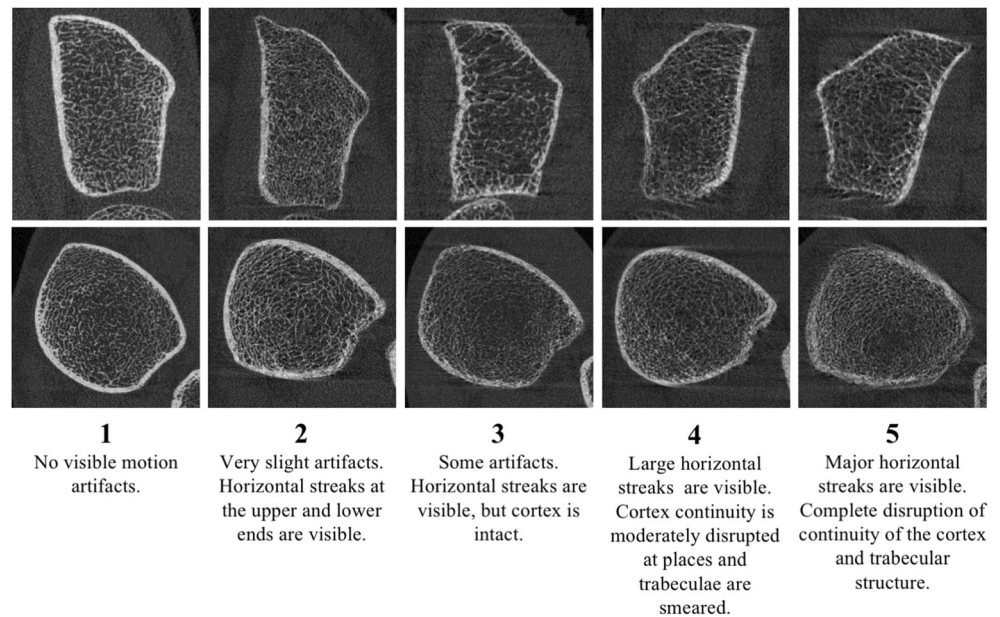 1
No visible motion
artifacts.
2
Very slight artifacts.
Horizontal streaks at
the upper and lower
ends are visible.
3
Some artifacts.
Horizontal streaks are
visible, but cortex is
intact.
4
Large horizontal
streaks are visible.
Cortex continuity is
moderately disrupted
at places and
trabeculae are
smeared.
5
Major horizontal
streaks are visible.
Complete disruption of
continuity of the cortex
and trabecular
structure.